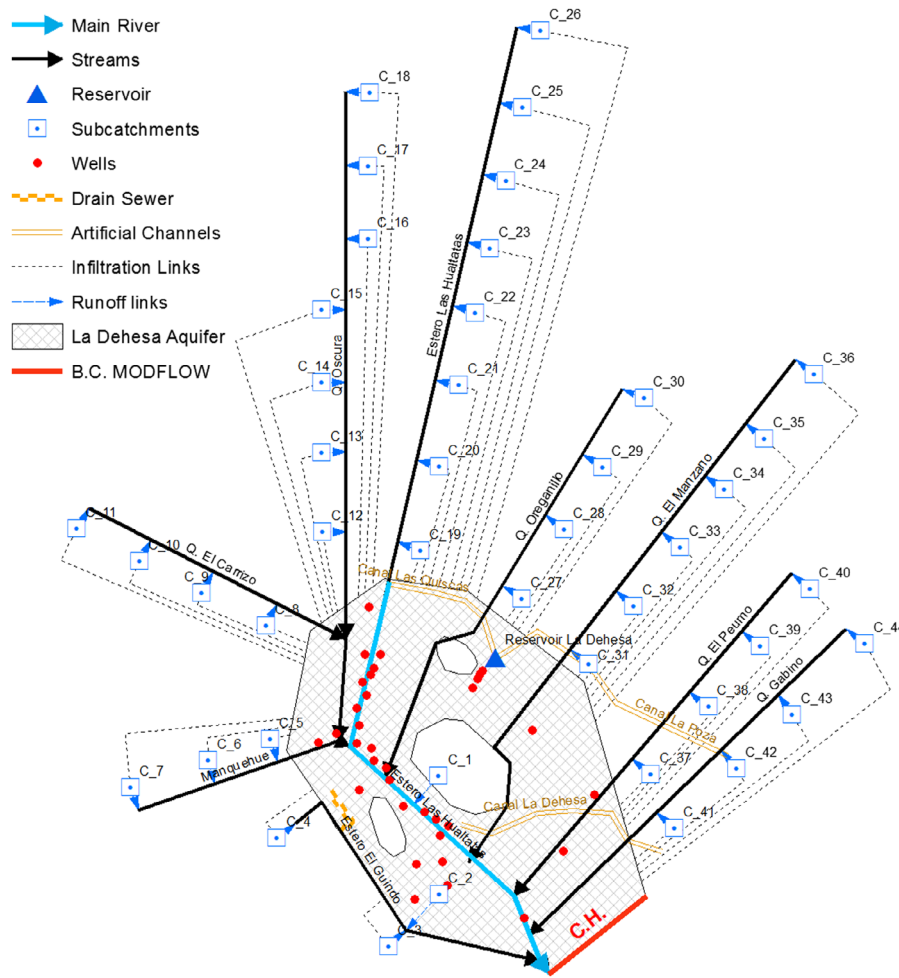 Main River
Streams
Reservoir
Subcatchments
Wells
Drain Sewer
Artificial Channels
Infiltration Links
Runoff links
La Dehesa Aquifer
B.C. MODFLOW
C_26
C_18
C_25
C_17
C_24
C_16
C_23
Estero Las Hualtatas
C_15
C_22
Q. Oscura
C_36
C_14
C_21
C_30
C_35
C_13
C_20
C_29
C_34
Q. Oreganillo
Q. El Manzano
C_11
C_12
C_28
C_33
C_10
C_19
Q. El Carrizo
C_9
Canal Las Quiscas
C_27
C_32
C_40
C_8
Reservoir La Dehesa
C_31
Q. El Peumo
C_39
C_44
Q. Gabino
C_38
C_43
Canal La Poza
C_5
C_6
C_7
Manquehue
C_1
C_37
C_42
Estero Las Hualtatas
Canal La Dehesa
C_4
C_41
Estero El Guindo
C_2
C_3
C.H.